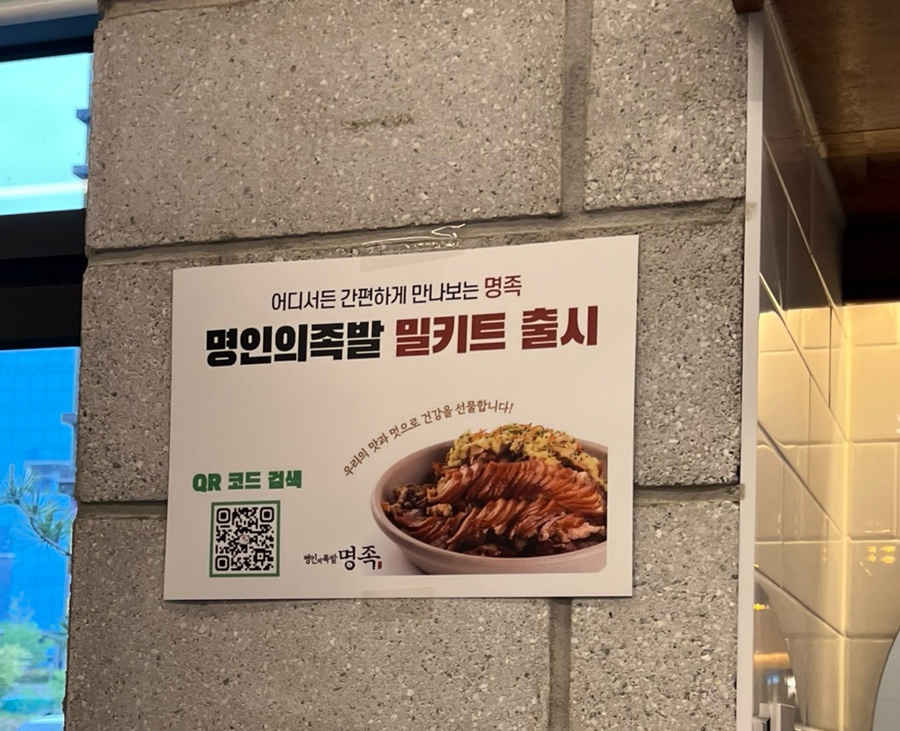 어디서든 간편하게 만나보는 명족
명인의족발 밀키트 출시
우리의 맛과 멋으로 건강을 선물합니다!
QR 코드 검색
명인의족발 명족